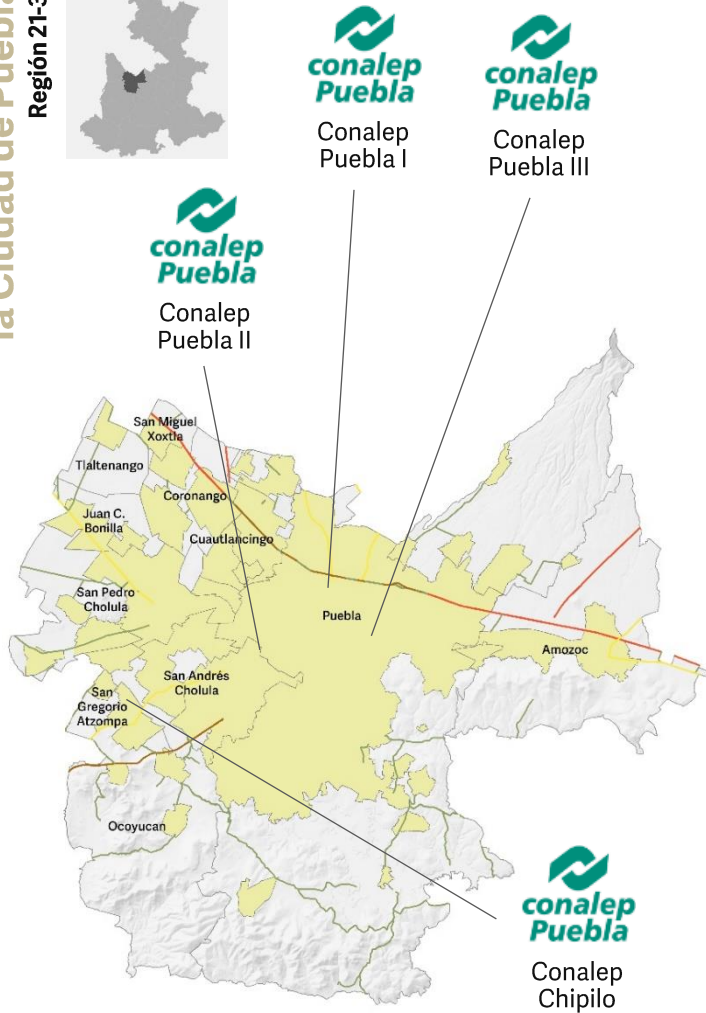 la Ciudad de Puebla
Región 21-3
conalep
Puebla
Conalep
Puebla I
conalep
Puebla
Conalep
Puebla III
conalep
Puebla
Conalep
Puebla II
San Miguel
Xoxtla
Tlaltenango
Coronango
Juan C.
Bonilla
Cuautlancingo
San Pedro
Cholula
Puebla
Amozoc
San Andrés
Cholula
San
Gregorio
Atzompa
Ocoyucan
conalep
Puebla
Conalep
Chipilo